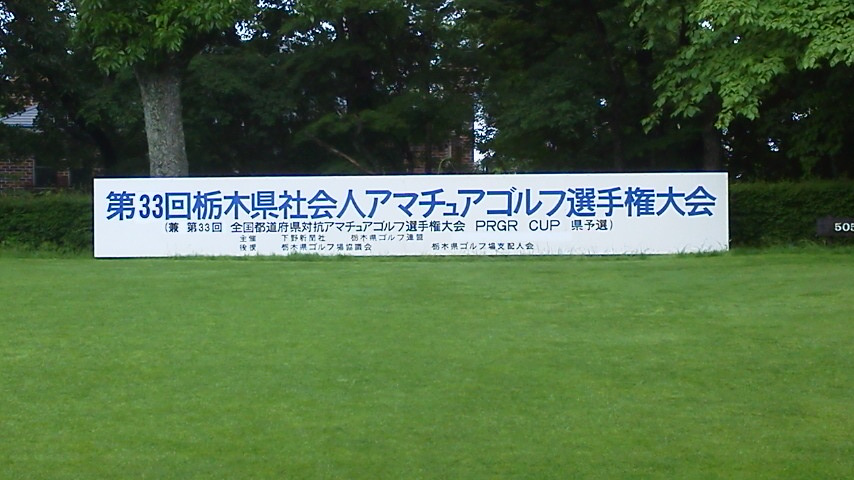 第33回栃木県社会人アマチュアゴルフ選手権大会
(兼 第33回 全国都道府県対抗アマチュアゴルフ選手権大会 PRGR CUP 県予選)
主催 下野新聞社 栃木県ゴルフ連盟
後援 栃木県ゴルフ場協議会 栃木県ゴルフ場支配人会
505